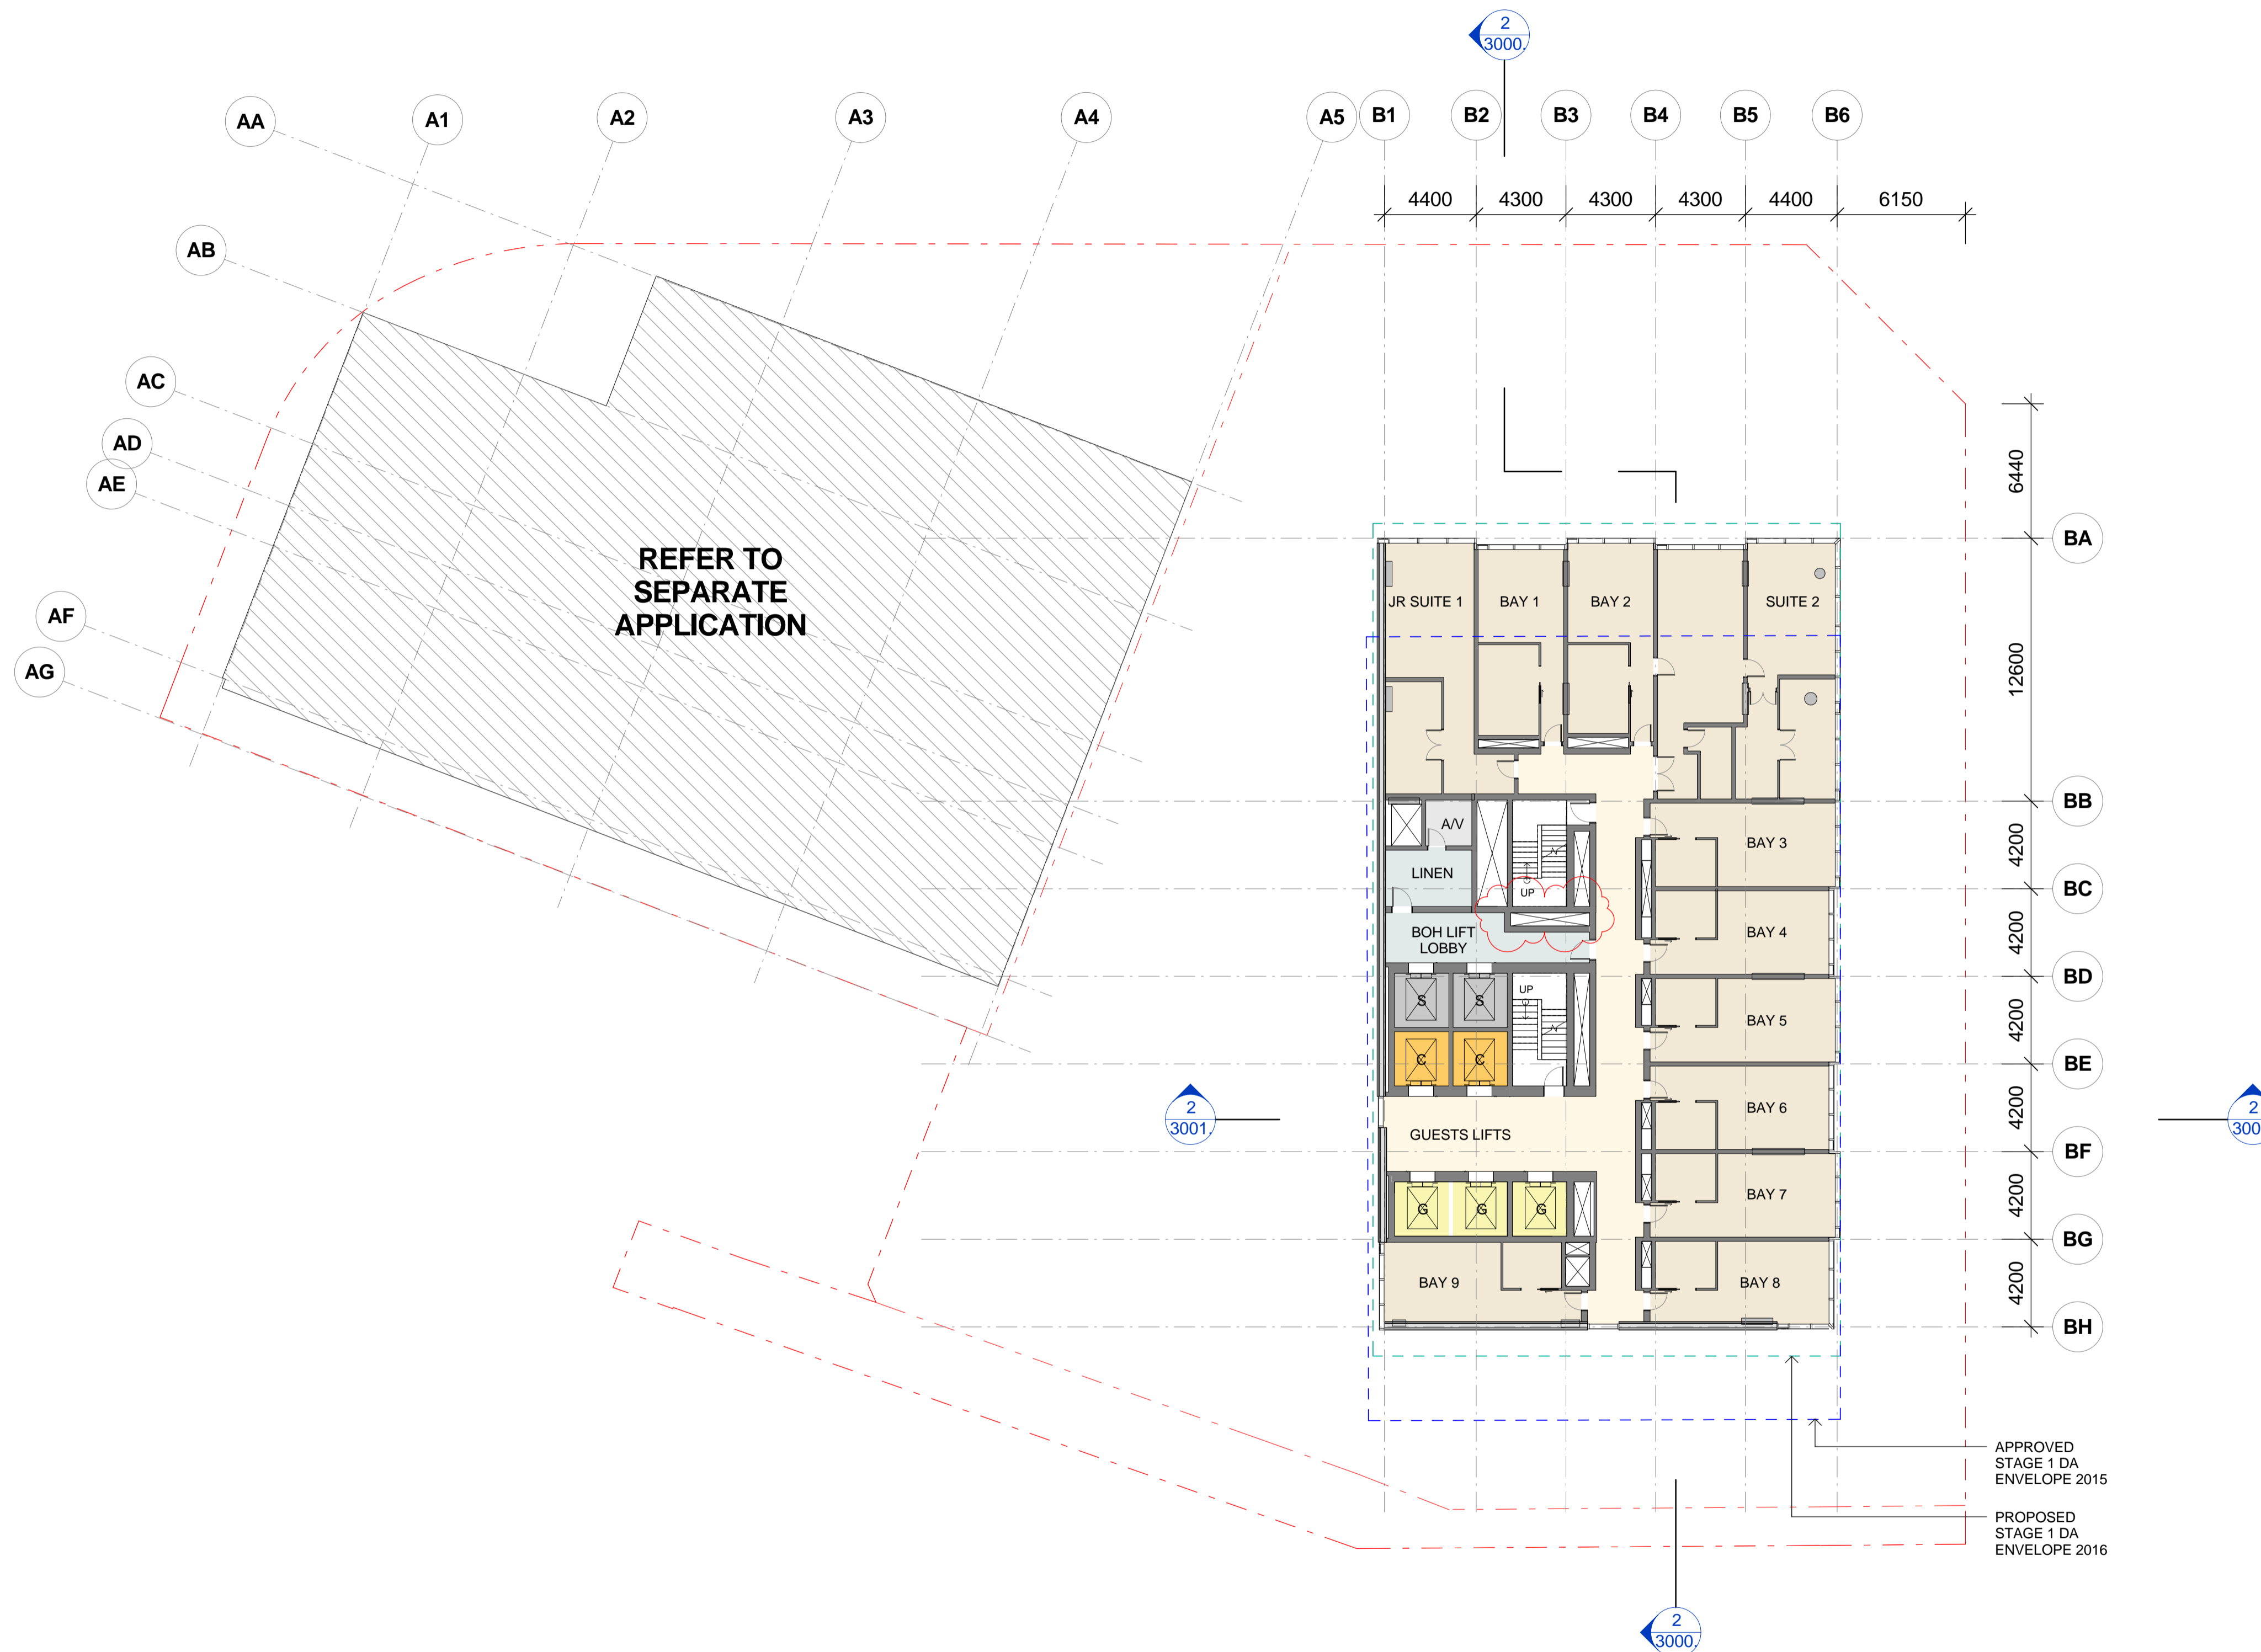 2
3000.
AA
A1
A2
A3
A4
A5
B1
B2
B3
B4
B5
B6
4400
4300
4300
4300
4400
6150
AB
AC
AD
AE
AF
AG
REFER TO
SEPARATE
APPLICATION
6440
BA
12600
BB
4200
BC
4200
BD
4200
BE
4200
BF
4200
BG
4200
BH
JR SUITE 1
BAY 1
BAY 2
SUITE 2
A/V
LINEN
UP
BOH LIFT
LOBBY
BAY 3
BAY 4
S
S
UP
BAY 5
C
C
BAY 6
GUESTS LIFTS
G
G
G
BAY 7
BAY 9
BAY 8
2
3001.
2
300
APPROVED
STAGE 1 DA
ENVELOPE 2015
PROPOSED
STAGE 1 DA
ENVELOPE 2016
2
3000.